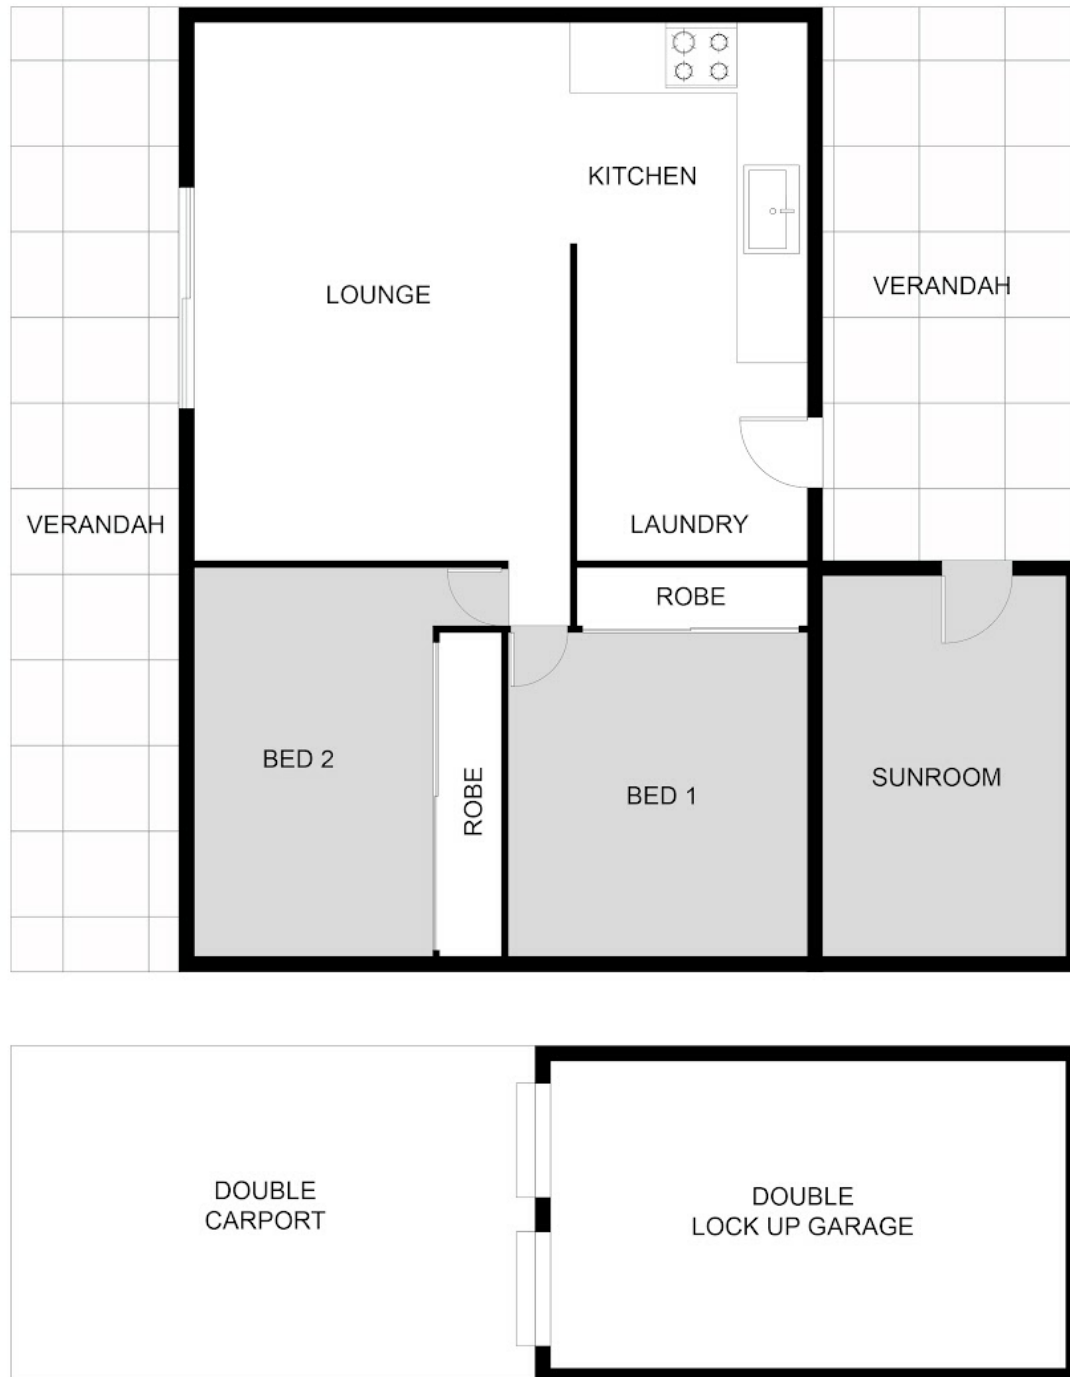 KITCHEN
VERANDAH
LOUNGE
VERANDAH
LAUNDRY
ROBE
BED 2
ROBE
BED 1
SUNROOM
DOUBLE
CARPORT
DOUBLE
LOCK UP GARAGE